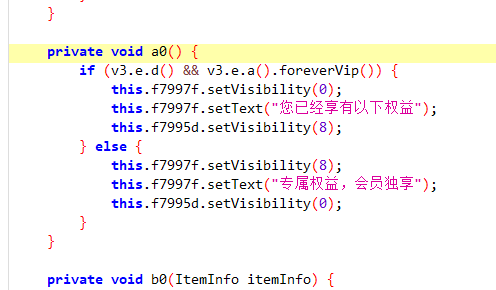 }

    private void a0() {
        if (v3.e.d() && v3.e.a().foreverVip()) {
            this.f7997f.setVisibility(0);
            this.f7997f.setText("您已经享有以下权益");
            this.f7995d.setVisibility(8);
        } else {
            this.f7997f.setVisibility(8);
            this.f7997f.setText("专属权益，会员独享");
            this.f7995d.setVisibility(0);
        }
    }

    private void b0(ItemInfo itemInfo) {